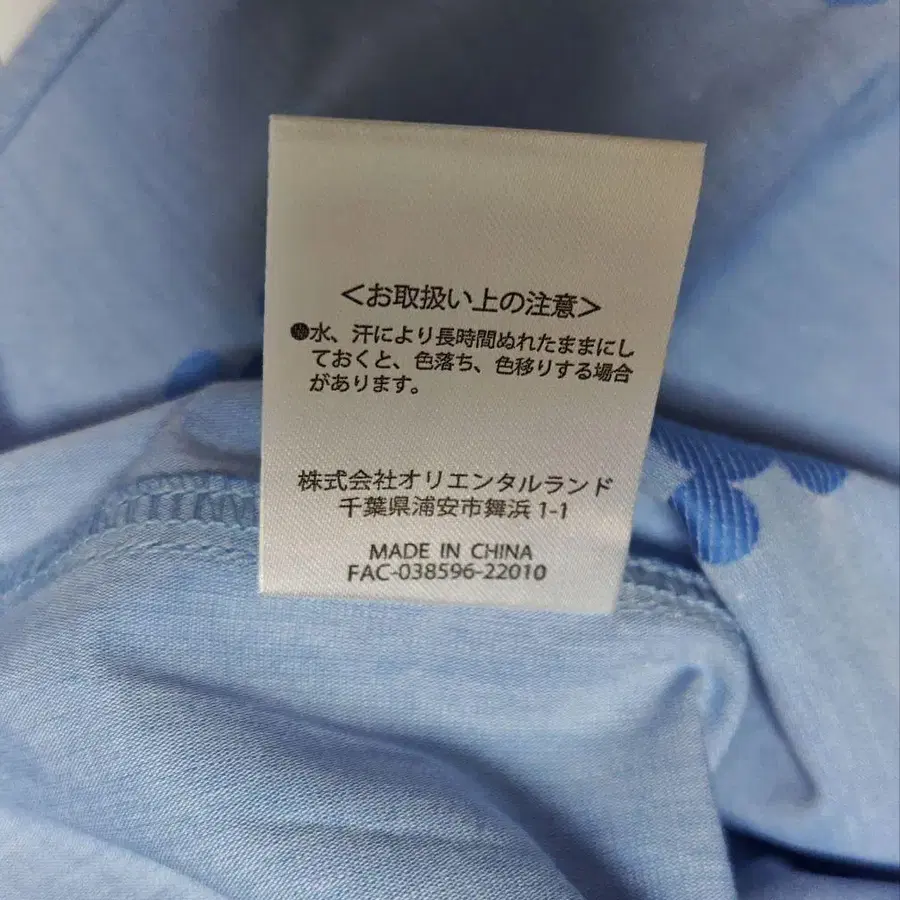 <お取扱い上の注意>
●水、汗により長時間ぬれたままにし
ておくと、色落ち、色移りする場合
があります。
株式会社オリエンタルランド
千葉県浦安市舞浜 1-1
MADE IN CHINA
FAC-038596-22010